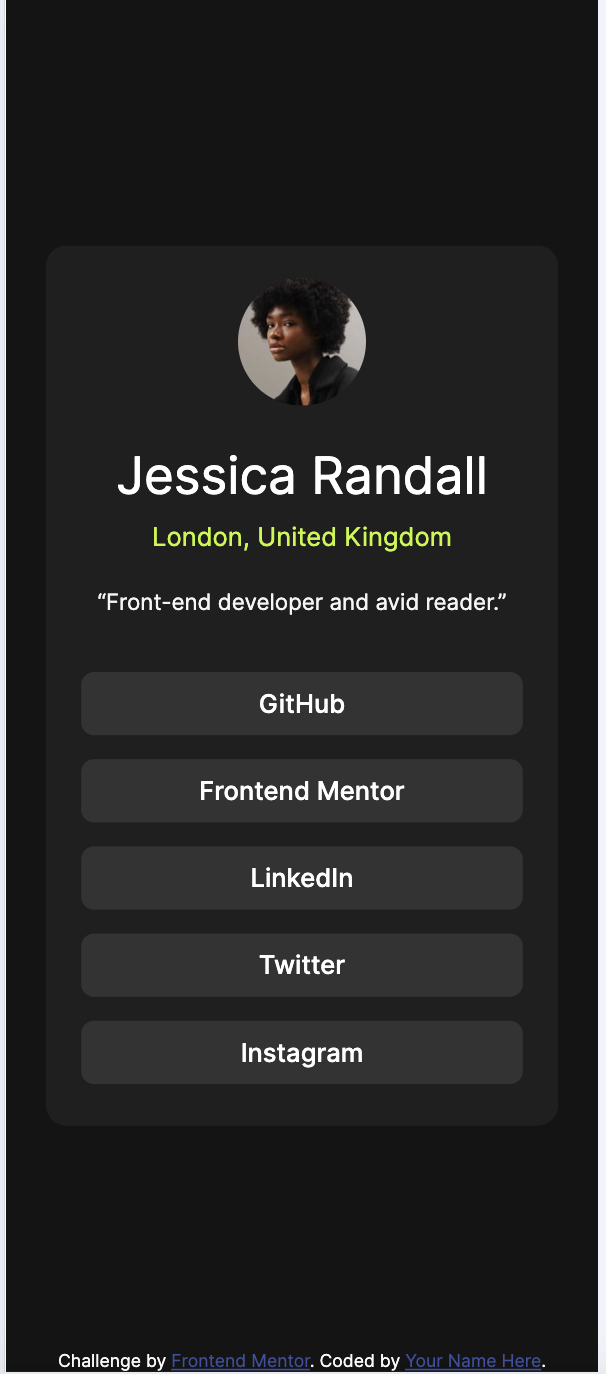 Jessica Randall
London, United Kingdom
“Front-end developer and avid reader.”
GitHub
Frontend Mentor
LinkedIn
Twitter
Instagram
Challenge by Frontend Mentor. Coded by Your Name Here.